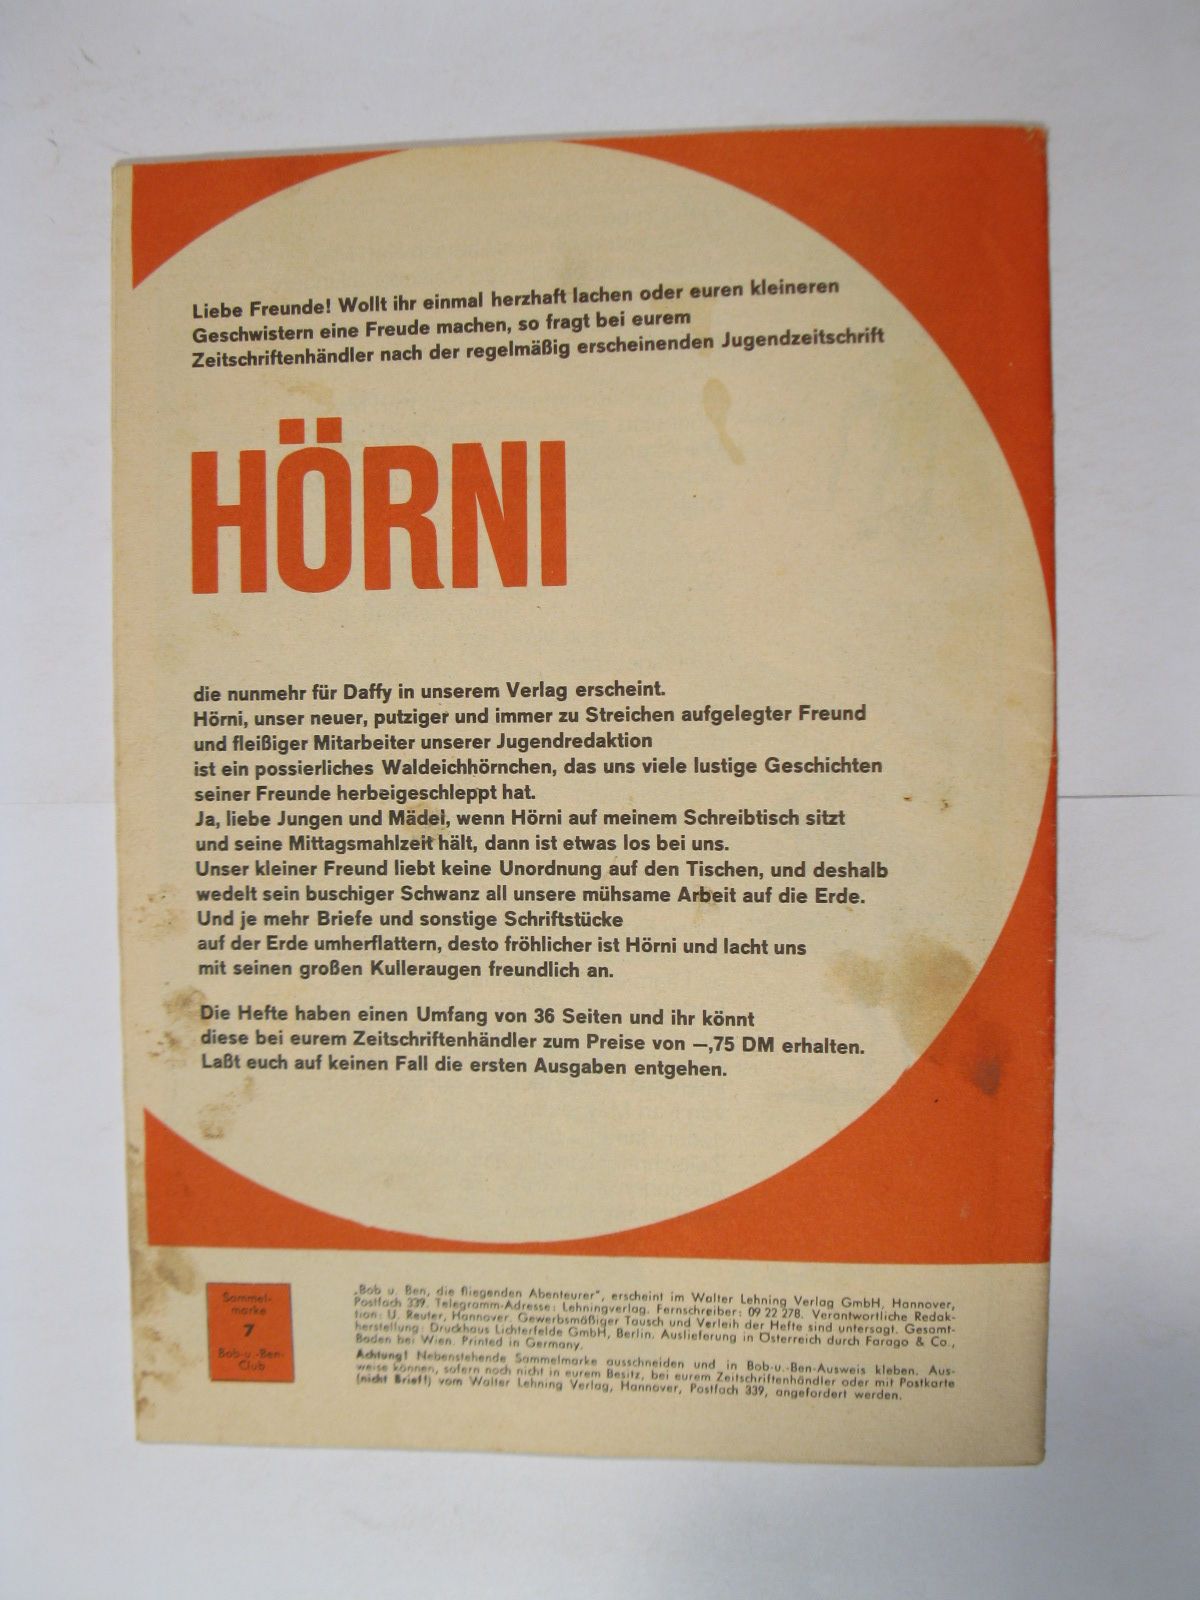 Liebe Freunde! Wollt ihr einmal herzhaft lachen oder euren kleineren
Geschwistern eine Freude machen, so fragt bei eurem
Zeitschriftenhändler nach der regelmäßig erscheinenden Jugendzeitschrift
HÖRNI
die nunmehr für Daffy in unserem Verlag erscheint.
Hörni, unser neuer, putziger und immer zu Streichen aufgelegter Freund
und fleißiger Mitarbeiter unserer Jugendredaktion
ist ein possierliches Waldeichhörnchen, das uns viele lustige Geschichten
seiner Freunde herbeigeschleppt hat.
Ja, liebe Jungen und Mädel, wenn Hörni auf meinem Schreibtisch sitzt
und seine Mittagsmahlzeit hält, dann ist etwas los bei uns.
Unser kleiner Freund liebt keine Unordnung auf den Tischen, und deshalb
wedelt sein buschiger Schwanz all unsere mühsame Arbeit auf die Erde.
Und je mehr Briefe und sonstige Schriftstücke
auf der Erde umherflattern, desto fröhlicher ist Hörni und lacht uns
mit seinen großen Kulleraugen freundlich an.
Die Hefte haben einen Umfang von 36 Seiten und ihr könnt
diese bei eurem Zeitschriftenhändler zum Preise von —,75 DM erhalten.
Laßt euch auf keinen Fall die ersten Ausgaben entgehen.
Sammel-
marke
7
Bob-u.-Ben-
Club
„Bob u. Ben, die fliegenden Abenteurer", erscheint im Walter Lehning Verlag GmbH, Hannover,
Postfach 339. Telegramm-Adresse: Lehningverlag. Fernschreiber: 09 22 278. Verantwortliche Redak-
tion: U. Reuter, Hannover. Gewerbsmäßiger Tausch und Verleih der Hefte sind untersagt. Gesamt-
herstellung: Druckhaus Lichterfelde GmbH, Berlin. Auslieferung in Österreich durch Farago & Co.,
Baden bei Wien. Printed in Germany.
Achtung! Nebenstehende Sammelmarke ausschneiden und in Bob-u.-Ben-Ausweis kleben. Aus-
weise können, sofern noch nicht in eurem Besitz, bei eurem Zeitschriftenhändler oder mit Postkarte
(nicht Brief!) vom Walter Lehning Verlag, Hannover, Postfach 339, angefordert werden.